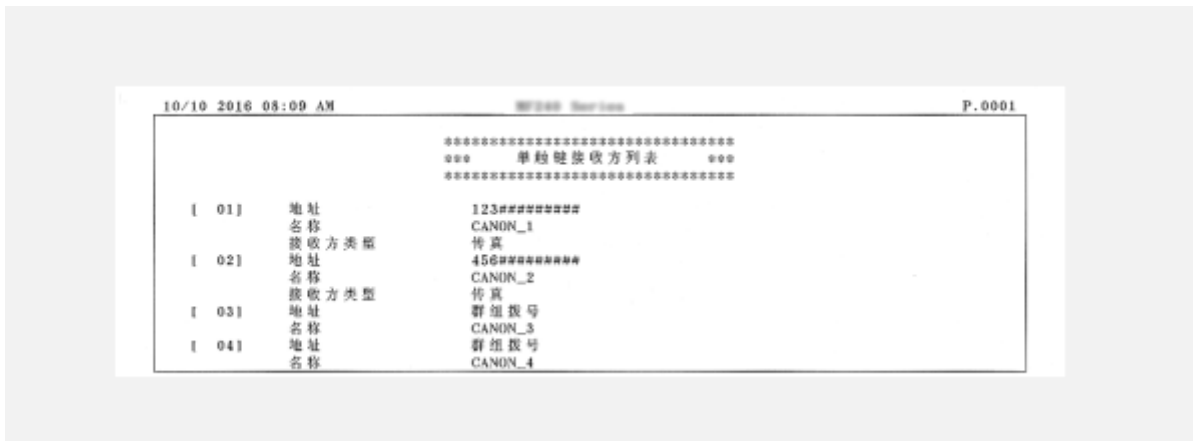 10/10 2016 08:09 AM P.0001
********************************
*** 单触键接收方列表 ***
********************************
[ 01] 地址 123#########
名称 CANON_1
接收方类型 传真
[ 02] 地址 456#########
名称 CANON_2
接收方类型 传真
[ 03] 地址 群组拨号
名称 CANON_3
[ 04] 地址 群组拨号
名称 CANON_4